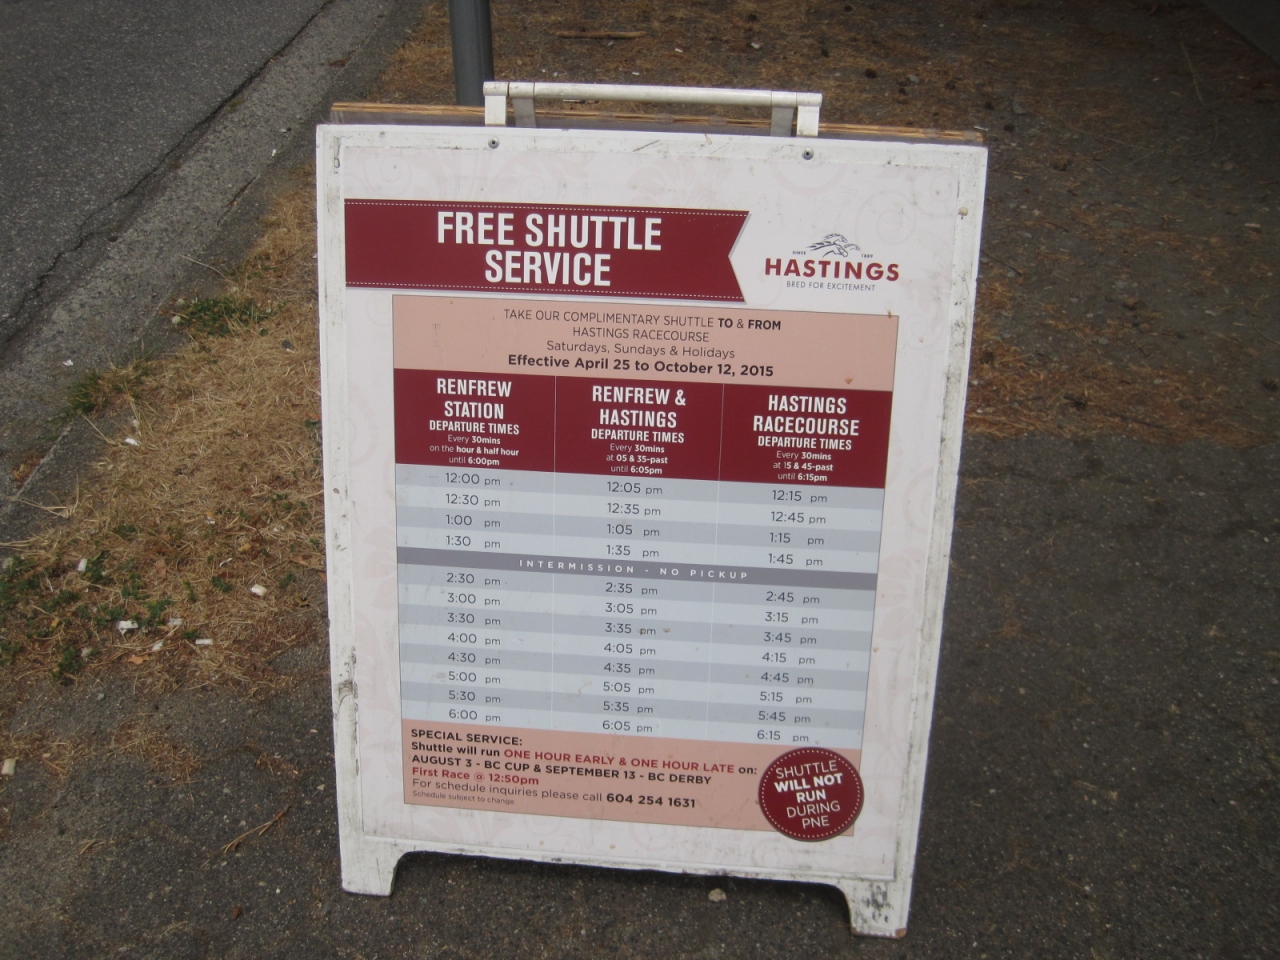 FREE SHUTTLE
SERVICE
SINCE 1889
HASTINGS
BRED FOR EXCITEMENT
TAKE OUR COMPLIMENTARY SHUTTLE TO & FROM
HASTINGS RACECOURSE
Saturdays, Sundays & Holidays
Effective April 25 to October 12, 2015
RENFREW
STATION
DEPARTURE TIMES
Every 30mins
on the hour & half hour
until 6:00pm
RENFREW &
HASTINGS
DEPARTURE TIMES
Every 30mins
at 05 & 35-past
until 6:05pm
HASTINGS
RACECOURSE
DEPARTURE TIMES
Every 30mins
at 15 & 45-past
until 6:15pm
12:00 pm 12:05 pm 12:15 pm
12:30 pm 12:35 pm 12:45 pm
1:00 pm 1:05 pm 1:15 pm
1:30 pm 1:35 pm 1:45 pm
INTERMISSION - NO PICKUP
2:30 pm 2:35 pm 2:45 pm
3:00 pm 3:05 pm 3:15 pm
3:30 pm 3:35 pm 3:45 pm
4:00 pm 4:05 pm 4:15 pm
4:30 pm 4:35 pm 4:45 pm
5:00 pm 5:05 pm 5:15 pm
5:30 pm 5:35 pm 5:45 pm
6:00 pm 6:05 pm 6:15 pm
SPECIAL SERVICE:
Shuttle will run ONE HOUR EARLY & ONE HOUR LATE on:
AUGUST 3 - BC CUP & SEPTEMBER 13 - BC DERBY
First Race @ 12:50pm
For schedule inquiries please call 604 254 1631
Schedule subject to change
SHUTTLE
WILL NOT
RUN
DURING
PNE